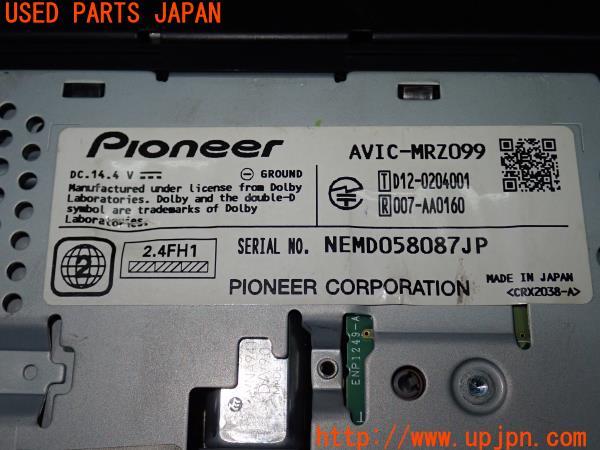 USED PARTS JAPAN
Pioneer
AVIC-MRZ099
DC.14.4 V
GROUND
Manufactured under license from Dolby
Laboratories. Dolby and the double-D
symbol are trademarks of Dolby
Laboratories.
T D12-0204001
R 007-AA0160
2
2.4FH1
SERIAL NO. NEMD058087JP
MADE IN JAPAN
PIONEER CORPORATION
<CRX2038-A>
ENP1249-A
http://www.upjpn.com/